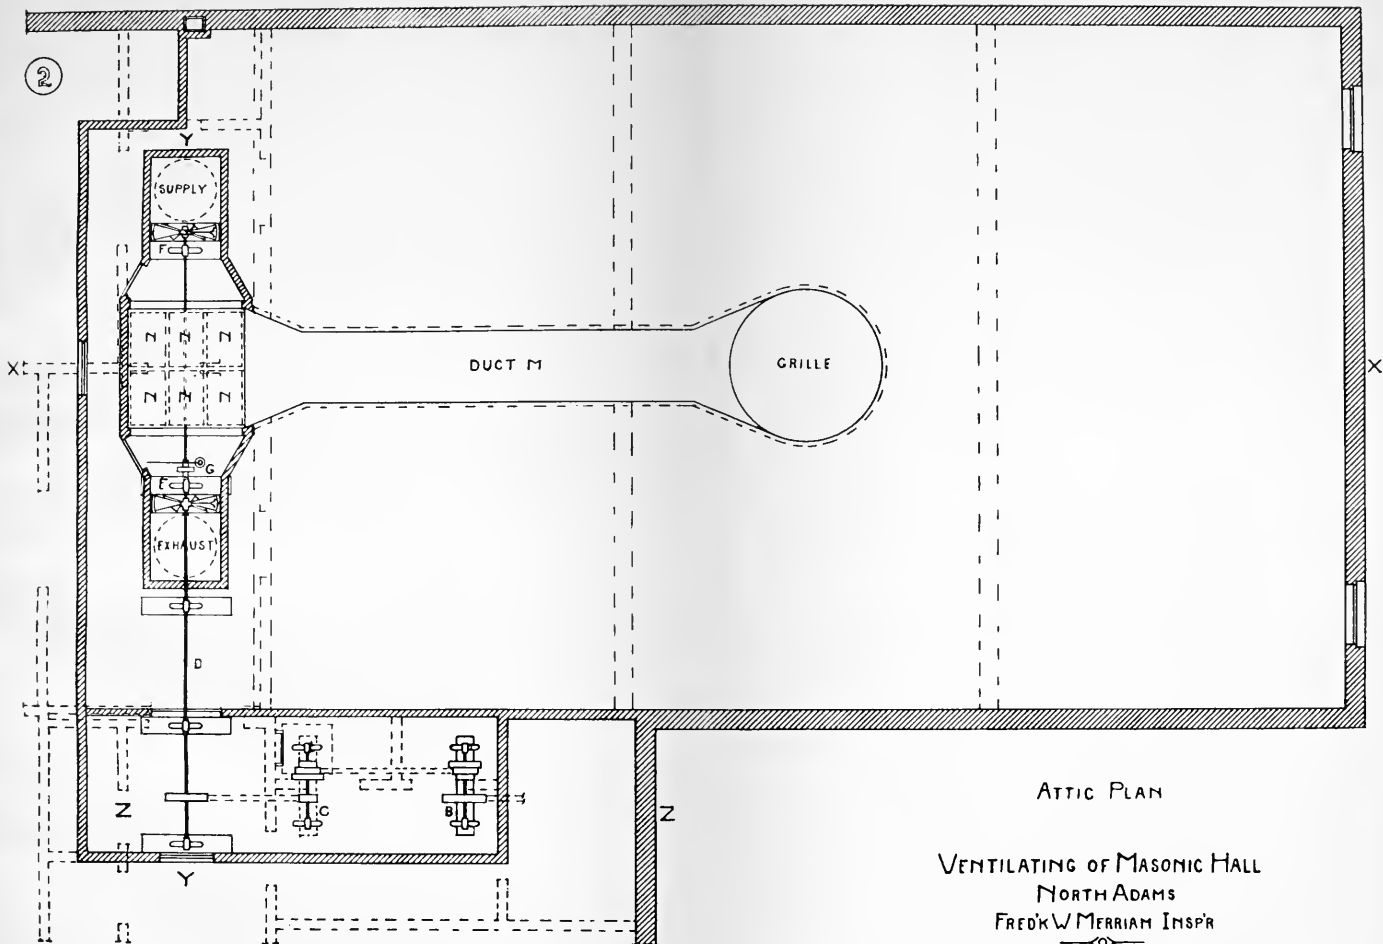 2
Y
SUPPLY
F
N N N
X
DUCT M
GRILLE
X
N N N
G
E
EXHAUST
D
Z
C
B
Z
Y
ATTIC PLAN
VENTILATING OF MASONIC HALL
NORTH ADAMS
FRED'K W MERRIAM INSP'R